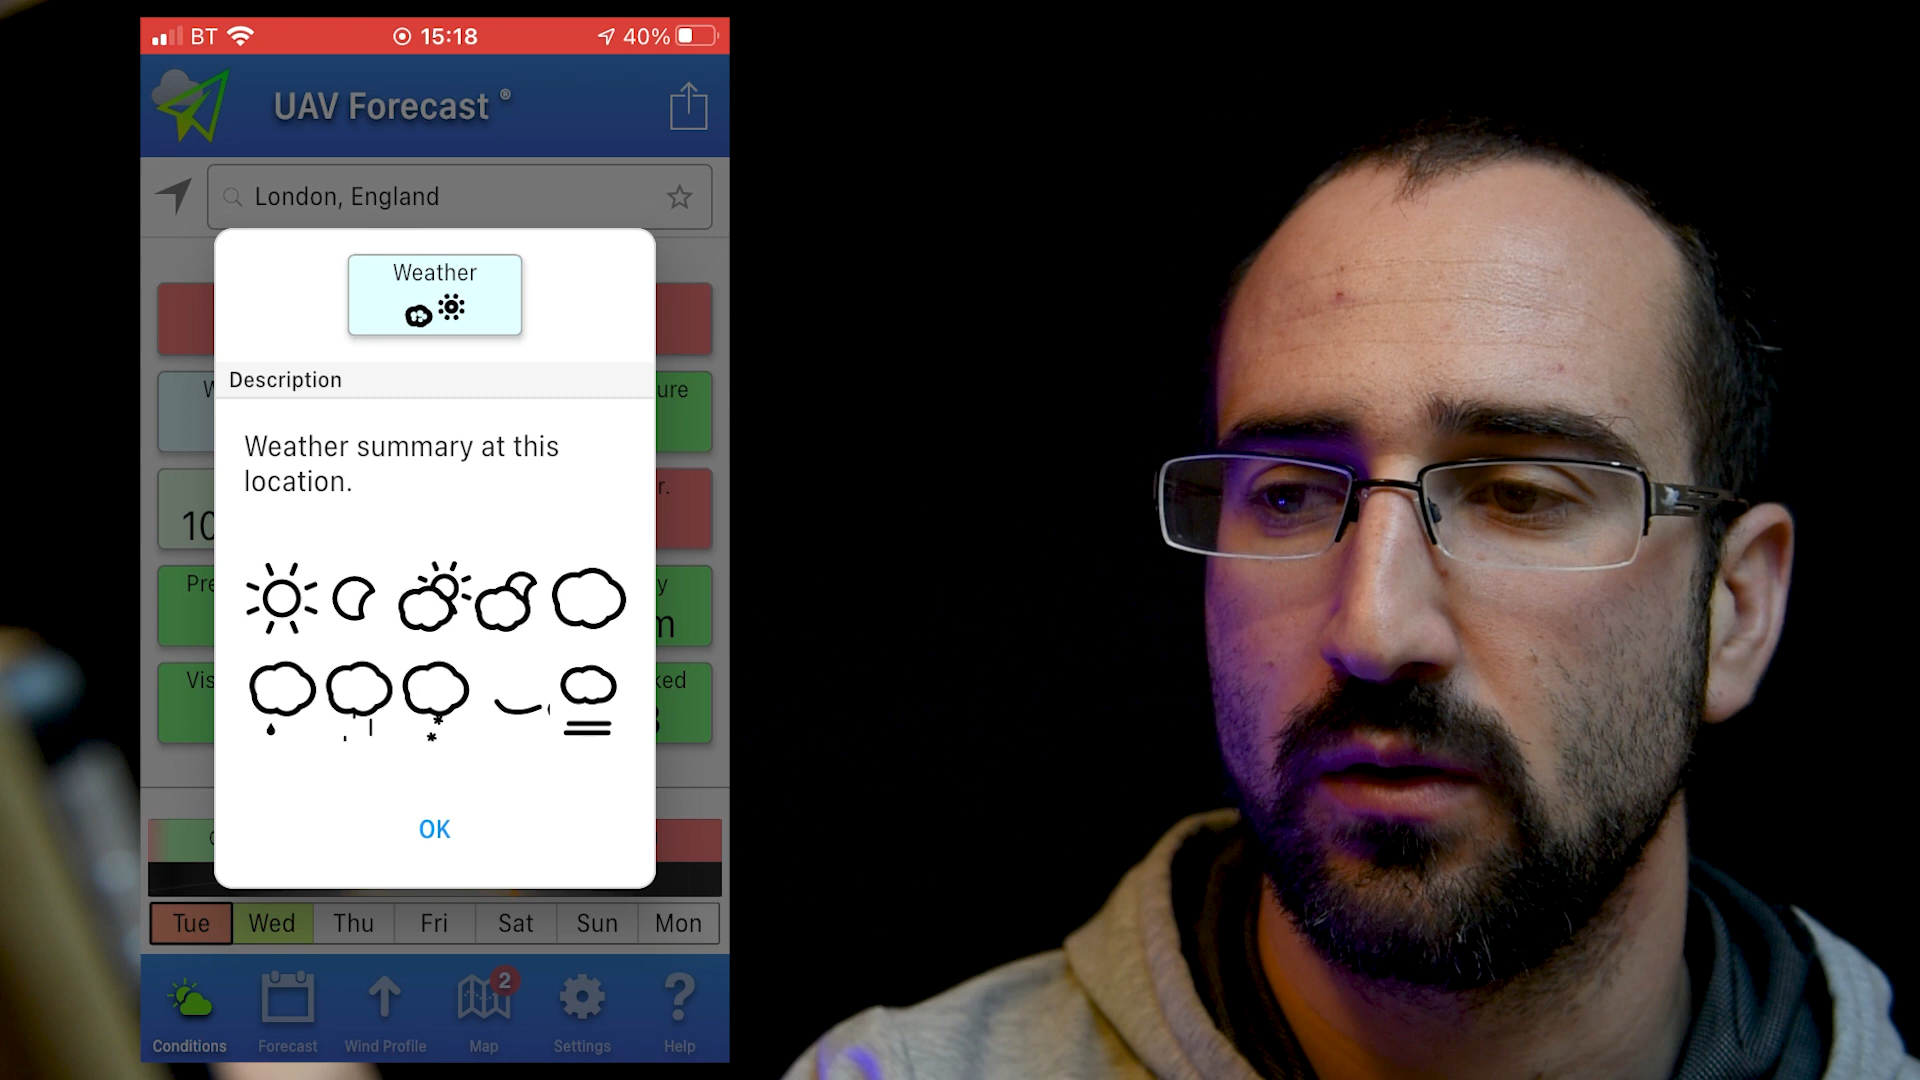 BT 15:18 40%
UAV Forecast ®
London, England
Weather
Description
Weather summary at this
location.
OK
Tue Wed Thu Fri Sat Sun Mon
2
Conditions Forecast Wind Profile Map Settings Help